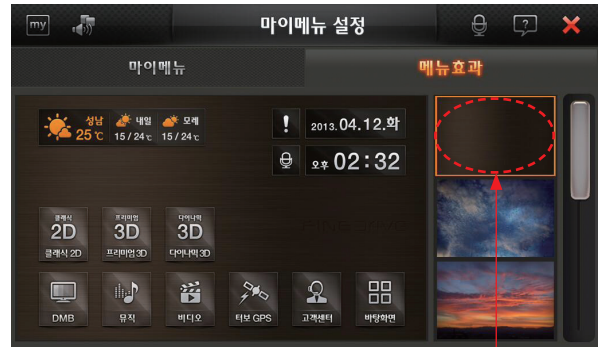 my 마이메뉴 설정 ?
마이메뉴 메뉴효과
성남 25℃
내일 15 / 24℃
모레 15 / 24℃
! 2013.04.12.화
오후 02:32
클래식 2D 클래식 2D
프리미엄 3D 프리미엄 3D
다이나믹 3D 다이나믹 3D
DMB 뮤직 비디오 터보 GPS 고객센터 바탕화면